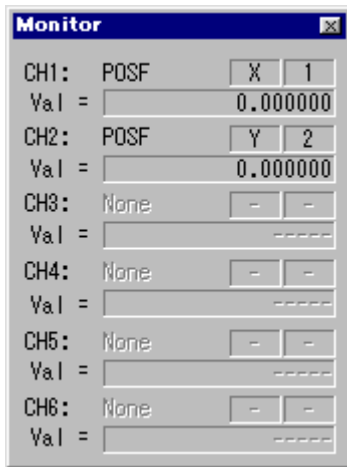 Monitor
CH1: POSF X 1
Val = 0.000000
CH2: POSF Y 2
Val = 0.000000
CH3: None - -
Val = -----
CH4: None - -
Val = -----
CH5: None - -
Val = -----
CH6: None - -
Val = -----